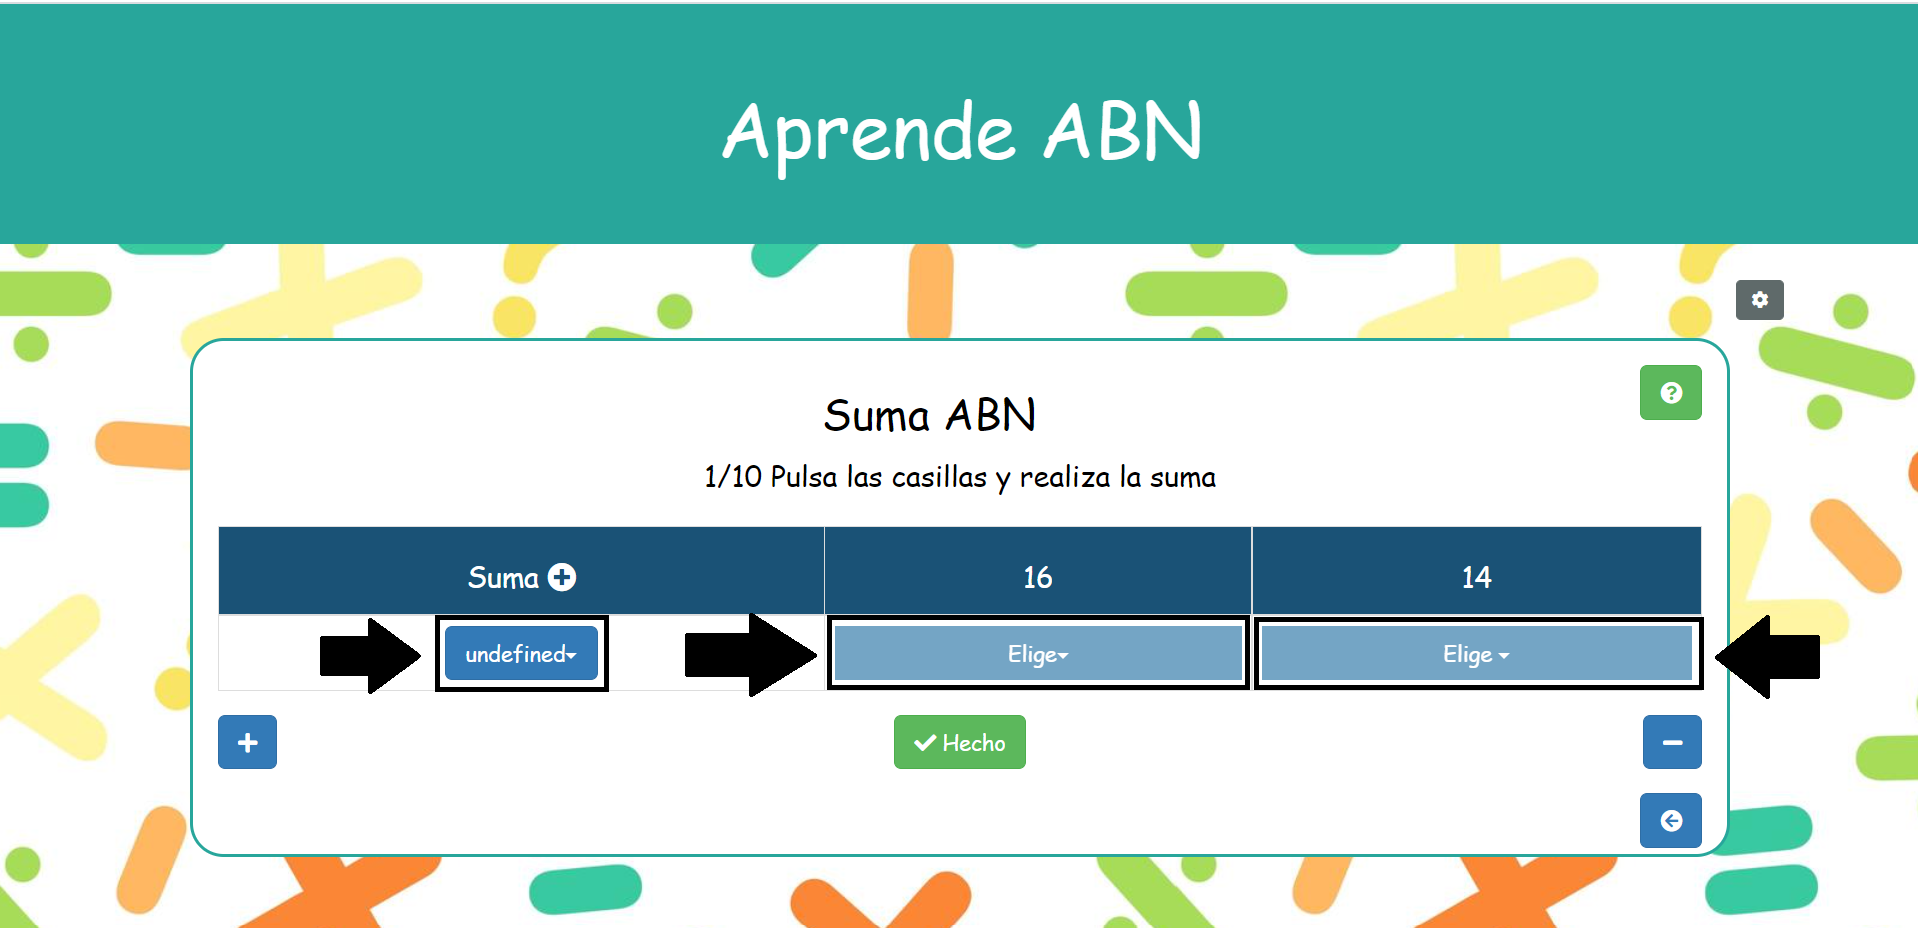 Aprende ABN
Suma ABN
1/10 Pulsa las casillas y realiza la suma
Suma 16 14
undefined Elige Elige
Hecho